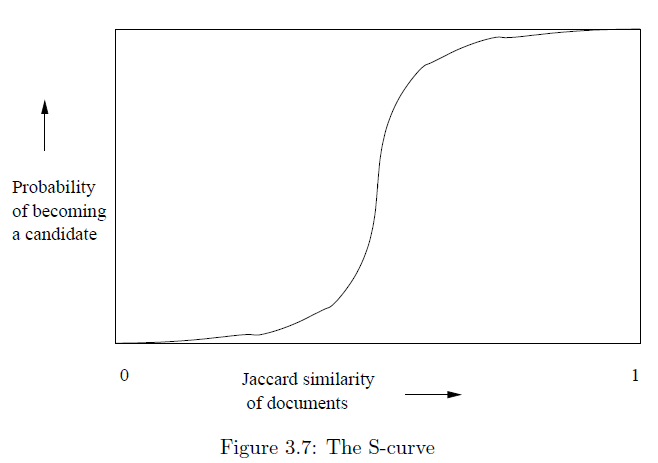 Probability
of becoming
a candidate
0
Jaccard similarity
of documents
1
Figure 3.7: The S-curve